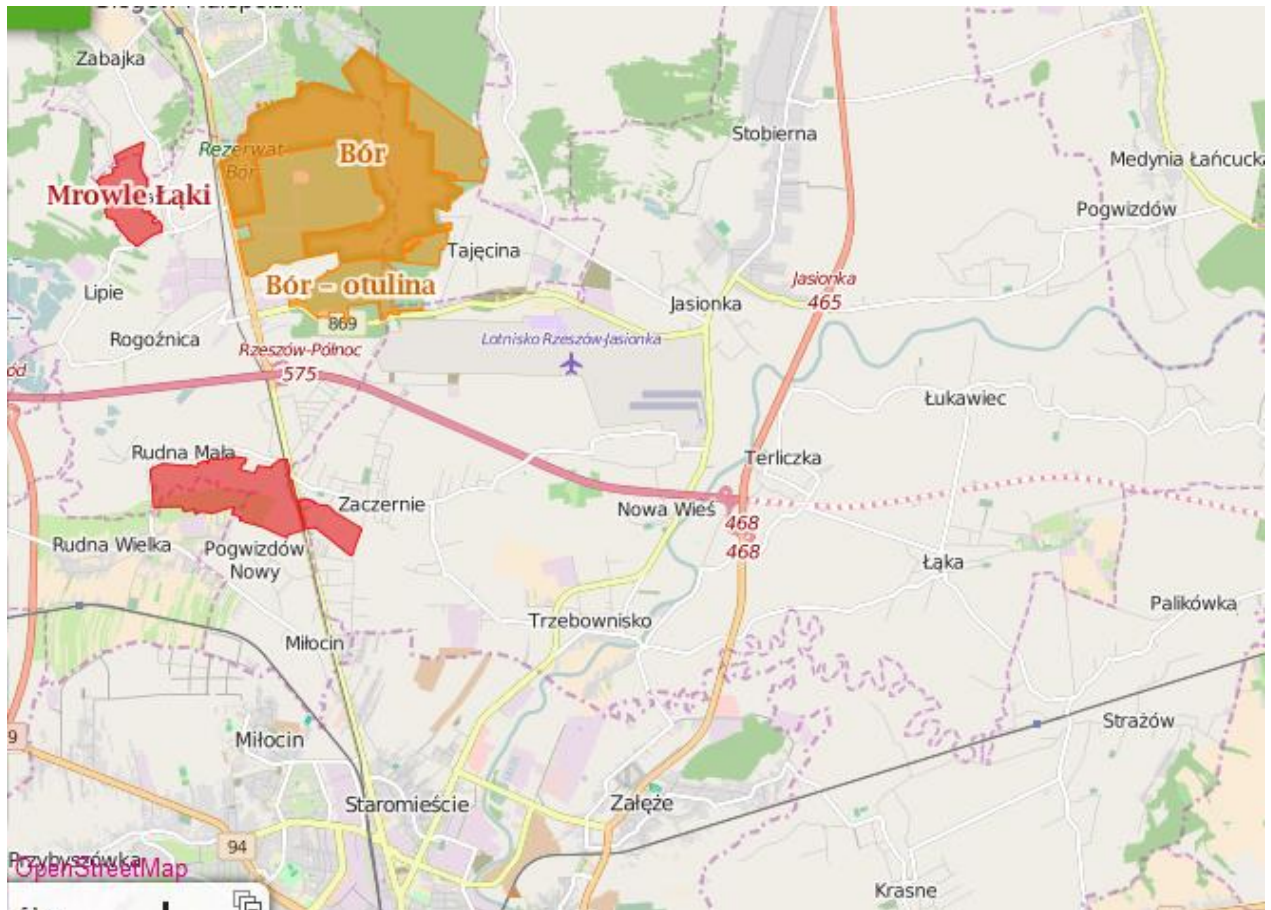 Zabajka
Stobierna
Rezerwat
Bór
Bór
Medynia Łańcucka
Mrowle Łąki
Pogwizdów
Tajęcina
Bór – otulina
Lipie
Jasionka
465
Jasionka
869
Rogoźnica
Lotnisko Rzeszów-Jasionka
Rzeszów-Północ
575
Łukawiec
Rudna Mała
Terliczka
Zaczernie
Nowa Wieś
468
468
Rudna Wielka
Pogwizdów
Nowy
Łąka
Palikówka
Trzebownisko
Miłocin
Strażów
9
Miłocin
Staromieście
Załęże
94
Przybyszówka
OpenStreetMap
Krasne